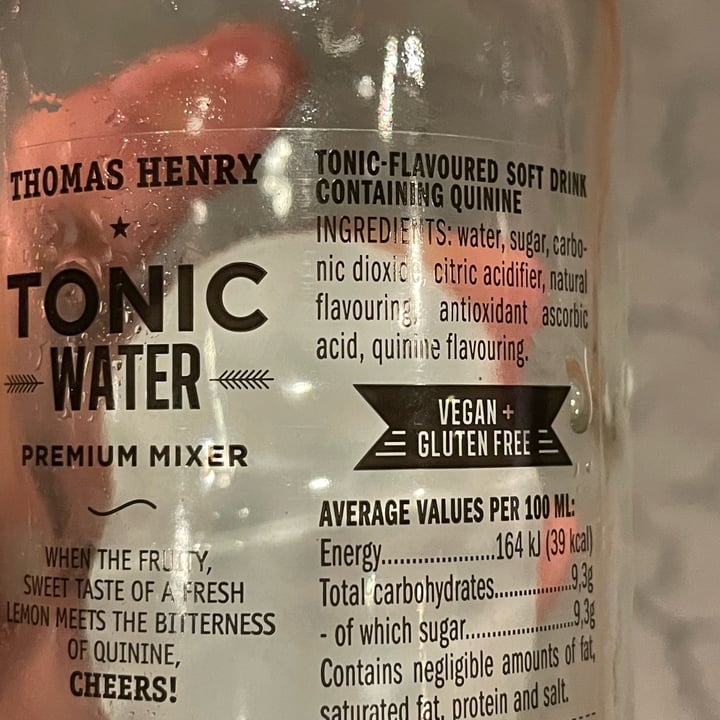 THOMAS HENRY
TONIC
WATER
PREMIUM MIXER
WHEN THE FRUITY,
SWEET TASTE OF A FRESH
LEMON MEETS THE BITTERNESS
OF QUININE,
CHEERS!
TONIC-FLAVOURED SOFT DRINK
CONTAINING QUININE
INGREDIENTS: water, sugar, carbo-
nic dioxide, citric acidifier, natural
flavouring, antioxidant ascorbic
acid, quinine flavouring.
VEGAN +
GLUTEN FREE
AVERAGE VALUES PER 100 ML:
Energy....................164 kJ (39 kcal)
Total carbohydrates.............9,3g
- of which sugar..................9,3g
Contains negligible amounts of fat,
saturated fat, protein and salt.